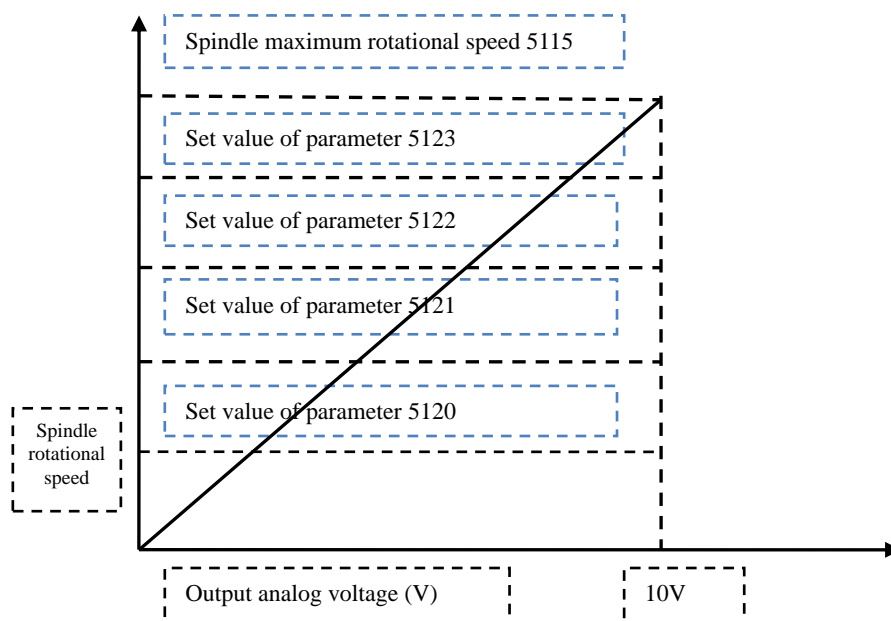 Spindle maximum rotational speed 5115
Set value of parameter 5123
Set value of parameter 5122
Set value of parameter 5121
Set value of parameter 5120
Spindle
rotational
speed
Output analog voltage (V)
10V